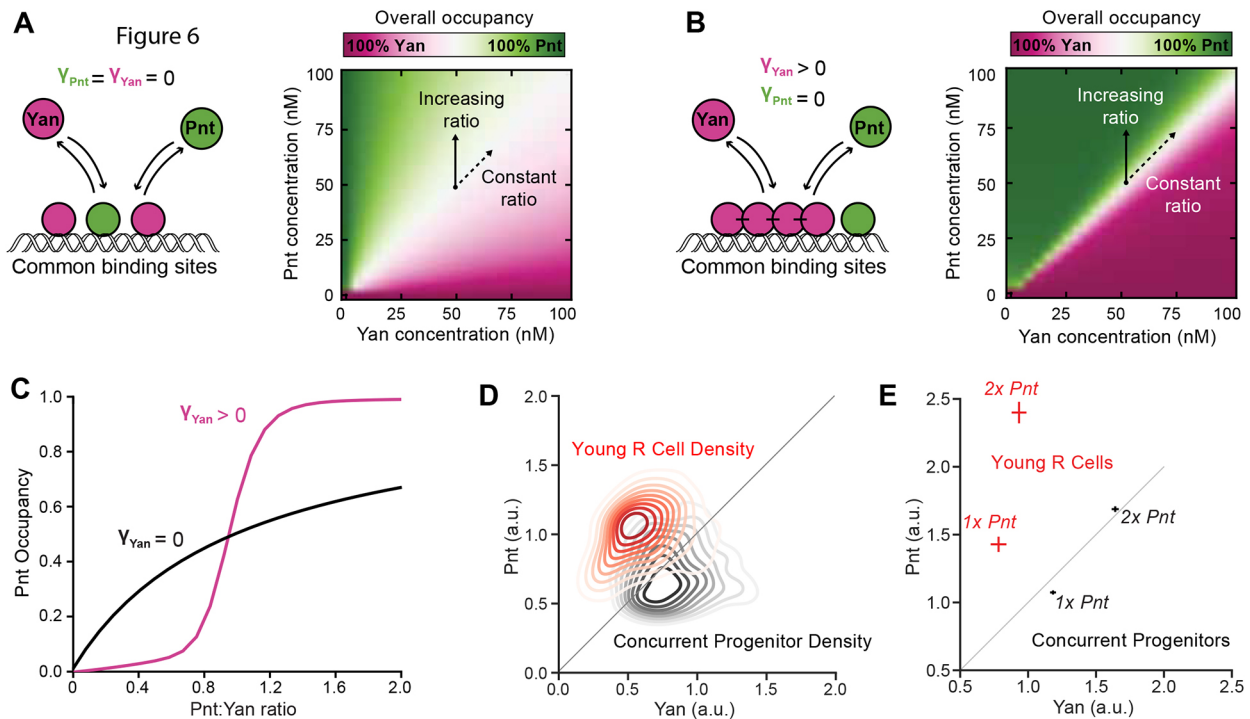 A
Figure 6
γPnt = γYan = 0
Yan
Pnt
Common binding sites
Overall occupancy
100% Yan
100% Pnt
Pnt concentration (nM)
100
75
50
25
0
Increasing
ratio
Constant
ratio
0
25
50
75
100
Yan concentration (nM)
B
γYan > 0
γPnt = 0
Yan
Pnt
Common binding sites
Overall occupancy
100% Yan
100% Pnt
Pnt concentration (nM)
100
75
50
25
0
Increasing
ratio
Constant
ratio
0
25
50
75
100
Yan concentration (nM)
C
Pnt Occupancy
1.0
0.8
0.6
0.4
0.2
0.0
γYan > 0
γYan = 0
0
0.4
0.8
1.2
1.6
2.0
Pnt:Yan ratio
D
Pnt (a.u.)
2.0
1.5
1.0
0.5
0.0
Young R Cell Density
Concurrent Progenitor Density
0.0
0.5
1.0
1.5
2.0
Yan (a.u.)
E
Pnt (a.u.)
2.5
2.0
1.5
1.0
0.5
2x Pnt
Young R Cells
1x Pnt
2x Pnt
1x Pnt
Concurrent Progenitors
0.5
1.0
1.5
2.0
2.5
Yan (a.u.)